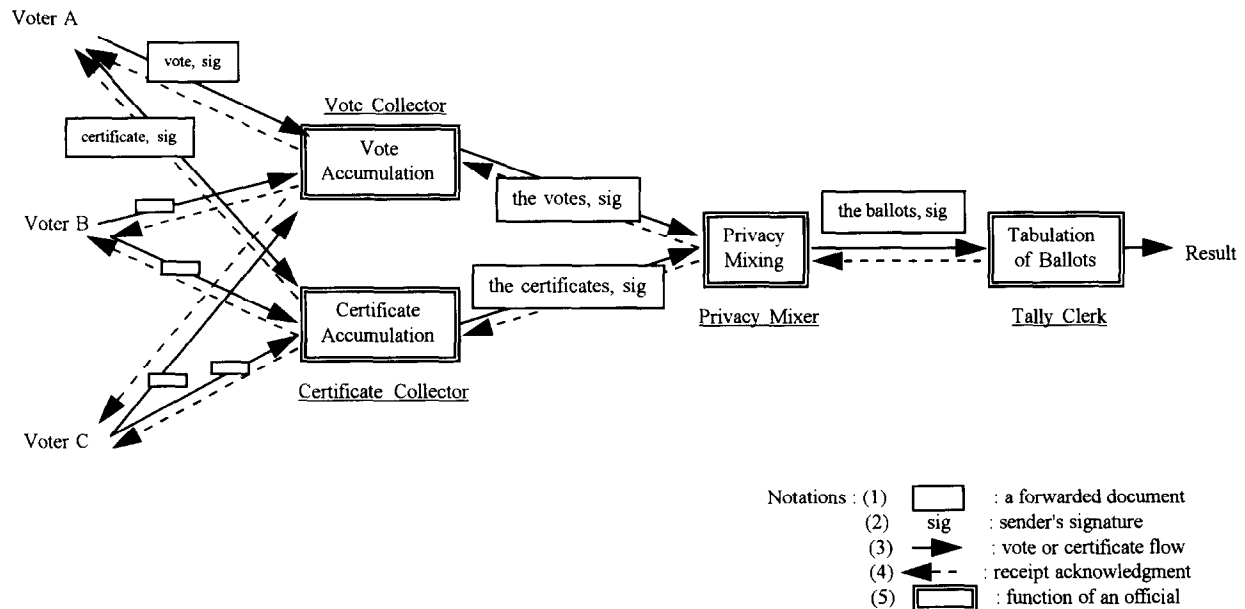 Voter A
vote, sig
Vote Collector
certificate, sig
Vote
Accumulation
the votes, sig
the ballots, sig
Voter B
Privacy
Mixing
Tabulation
of Ballots
Result
the certificates, sig
Certificate
Accumulation
Privacy Mixer
Tally Clerk
Certificate Collector
Voter C
Notations : (1) : a forwarded document
(2) sig : sender's signature
(3) : vote or certificate flow
(4) : receipt acknowledgment
(5) : function of an official